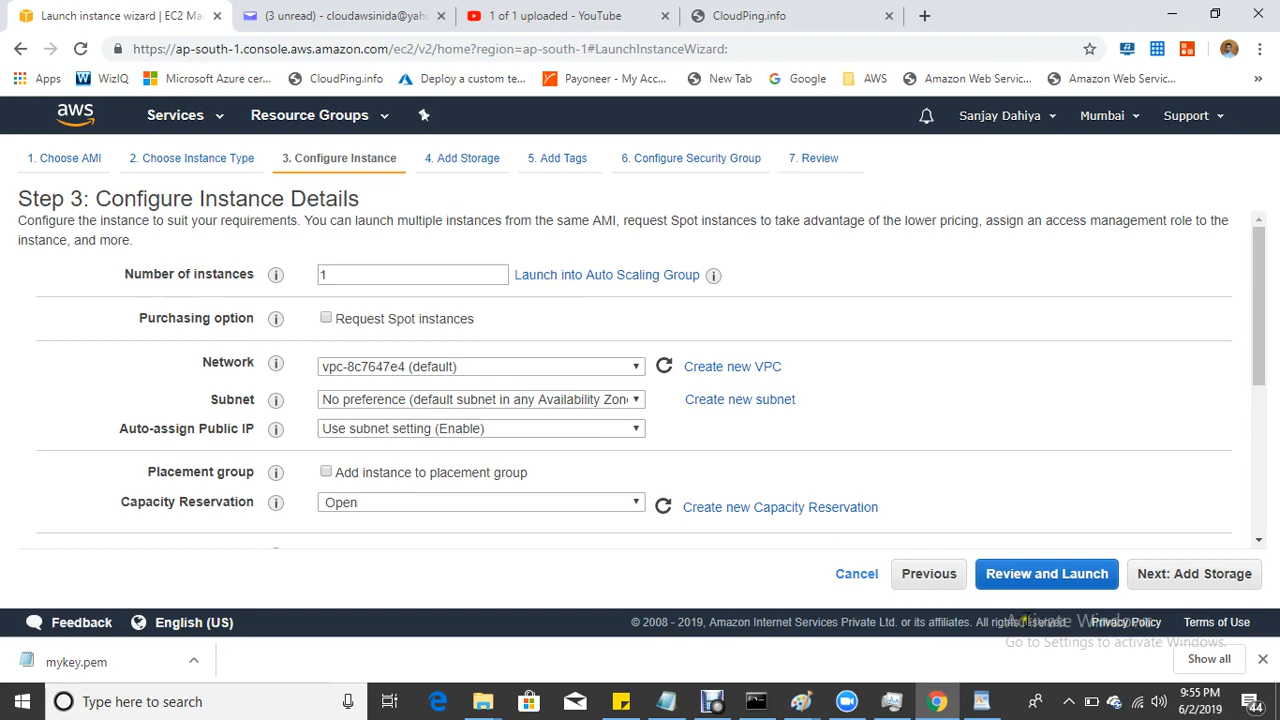 Launch instance wizard | EC2 Ma
(3 unread) - cloudawsinida@yaho
1 of 1 uploaded - YouTube
CloudPing.info
https://ap-south-1.console.aws.amazon.com/ec2/v2/home?region=ap-south-1#LaunchInstanceWizard:
Apps
WizIQ
Microsoft Azure cer...
CloudPing.info
Deploy a custom te...
Payoneer - My Acc...
New Tab
Google
AWS
Amazon Web Servic...
Amazon Web Servic...
aws
Services
Resource Groups
Sanjay Dahiya
Mumbai
Support
1. Choose AMI
2. Choose Instance Type
3. Configure Instance
4. Add Storage
5. Add Tags
6. Configure Security Group
7. Review
Step 3: Configure Instance Details
Configure the instance to suit your requirements. You can launch multiple instances from the same AMI, request Spot instances to take advantage of the lower pricing, assign an access management role to the
instance, and more.
Number of instances
1
Launch into Auto Scaling Group
Purchasing option
Request Spot instances
Network
vpc-8c7647e4 (default)
Create new VPC
Subnet
No preference (default subnet in any Availability Zone
Create new subnet
Auto-assign Public IP
Use subnet setting (Enable)
Placement group
Add instance to placement group
Capacity Reservation
Open
Create new Capacity Reservation
Cancel
Previous
Review and Launch
Next: Add Storage
Feedback
English (US)
© 2008 - 2019, Amazon Internet Services Private Ltd. or its affiliates. All rights reserved.
Privacy Policy
Terms of Use
Activate Windows
Go to Settings to activate Windows.
mykey.pem
Show all
Type here to search
9:55 PM
6/2/2019
44